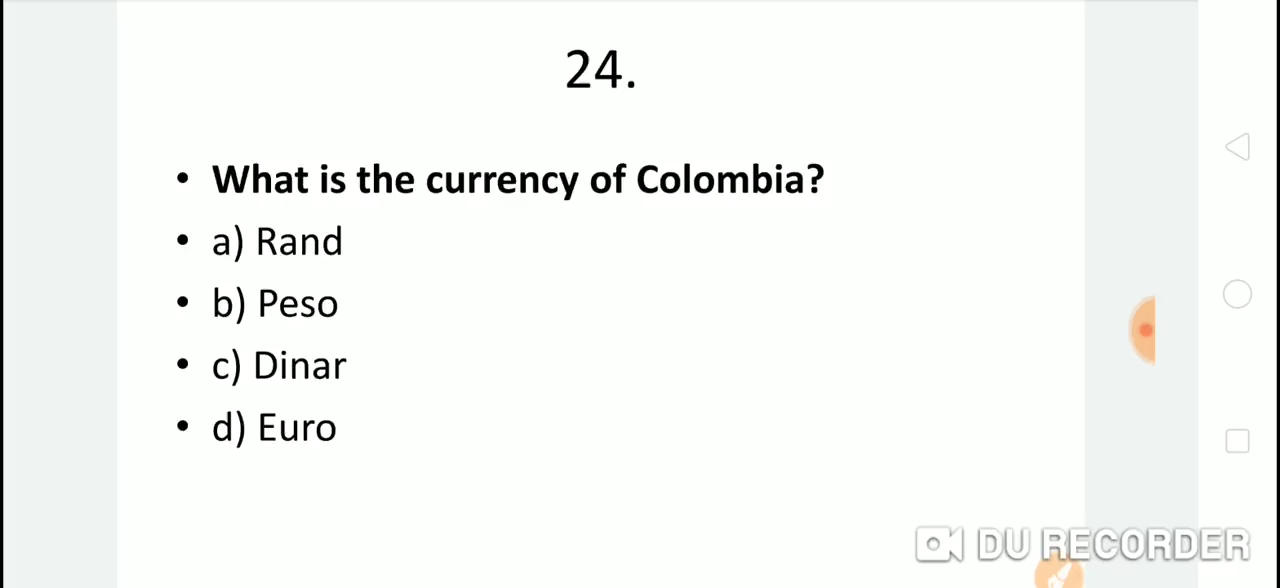 24.
• What is the currency of Colombia?
• a) Rand
• b) Peso
• c) Dinar
• d) Euro
DU RECORDER